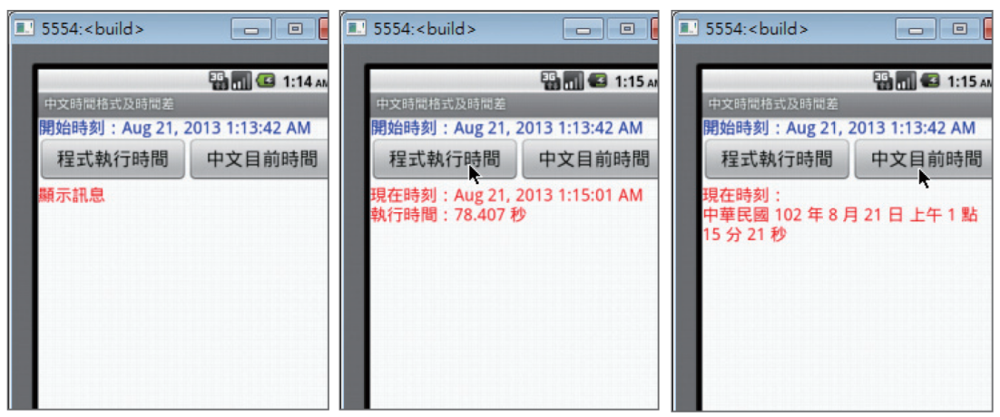 5554:<build>
3G 1:14 AM
中文時間格式及時間差
開始時刻：Aug 21, 2013 1:13:42 AM
程式執行時間 中文目前時間
顯示訊息
5554:<build>
3G 1:15 A
中文時間格式及時間差
開始時刻：Aug 21, 2013 1:13:42 AM
程式執行時間 中文目前時間
現在時刻：Aug 21, 2013 1:15:01 AM
執行時間：78.407 秒
5554:<build>
3G 1:15 AM
中文時間格式及時間差
開始時刻：Aug 21, 2013 1:13:42 AM
程式執行時間 中文目前時間
現在時刻：
中華民國 102 年 8 月 21 日 上午 1 點
15 分 21 秒